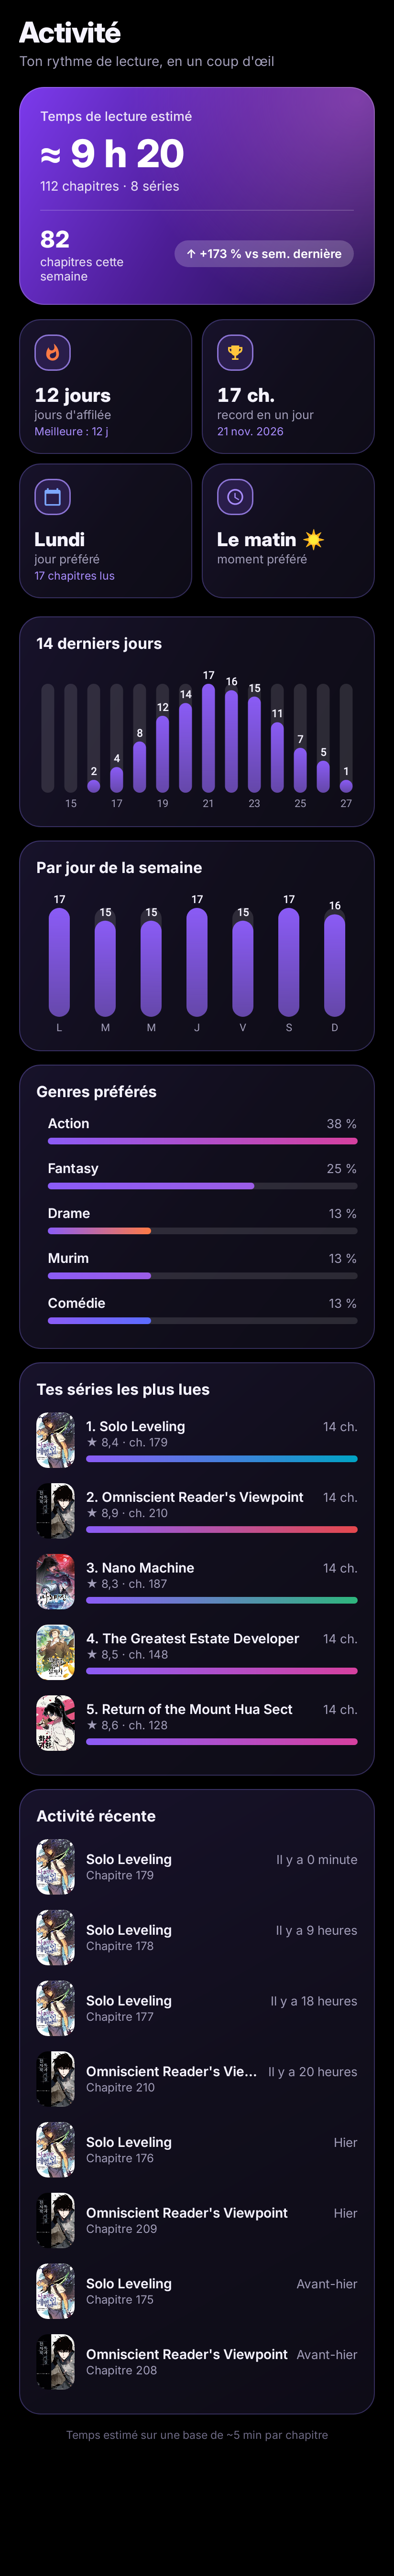 Activité
Ton rythme de lecture, en un coup d'œil
Temps de lecture estimé
≈ 9 h 20
112 chapitres · 8 séries
82
chapitres cette
semaine
↑ +173 % vs sem. dernière
12 jours
jours d'affilée
Meilleure : 12 j
17 ch.
record en un jour
21 nov. 2026
Lundi
jour préféré
17 chapitres lus
Le matin ☀️
moment préféré
14 derniers jours
2 4 8 12 14 17 16 15 11 7 5 1
15 17 19 21 23 25 27
Par jour de la semaine
17 15 15 17 15 17 16
L M M J V S D
Genres préférés
Action 38 %
Fantasy 25 %
Drame 13 %
Murim 13 %
Comédie 13 %
Tes séries les plus lues
1. Solo Leveling 14 ch.
★ 8,4 · ch. 179
2. Omniscient Reader's Viewpoint 14 ch.
★ 8,9 · ch. 210
3. Nano Machine 14 ch.
★ 8,3 · ch. 187
4. The Greatest Estate Developer 14 ch.
★ 8,5 · ch. 148
5. Return of the Mount Hua Sect 14 ch.
★ 8,6 · ch. 128
Activité récente
Solo Leveling Il y a 0 minute
Chapitre 179
Solo Leveling Il y a 9 heures
Chapitre 178
Solo Leveling Il y a 18 heures
Chapitre 177
Omniscient Reader's Vie... Il y a 20 heures
Chapitre 210
Solo Leveling Hier
Chapitre 176
Omniscient Reader's Viewpoint Hier
Chapitre 209
Solo Leveling Avant-hier
Chapitre 175
Omniscient Reader's Viewpoint Avant-hier
Chapitre 208
Temps estimé sur une base de ~5 min par chapitre